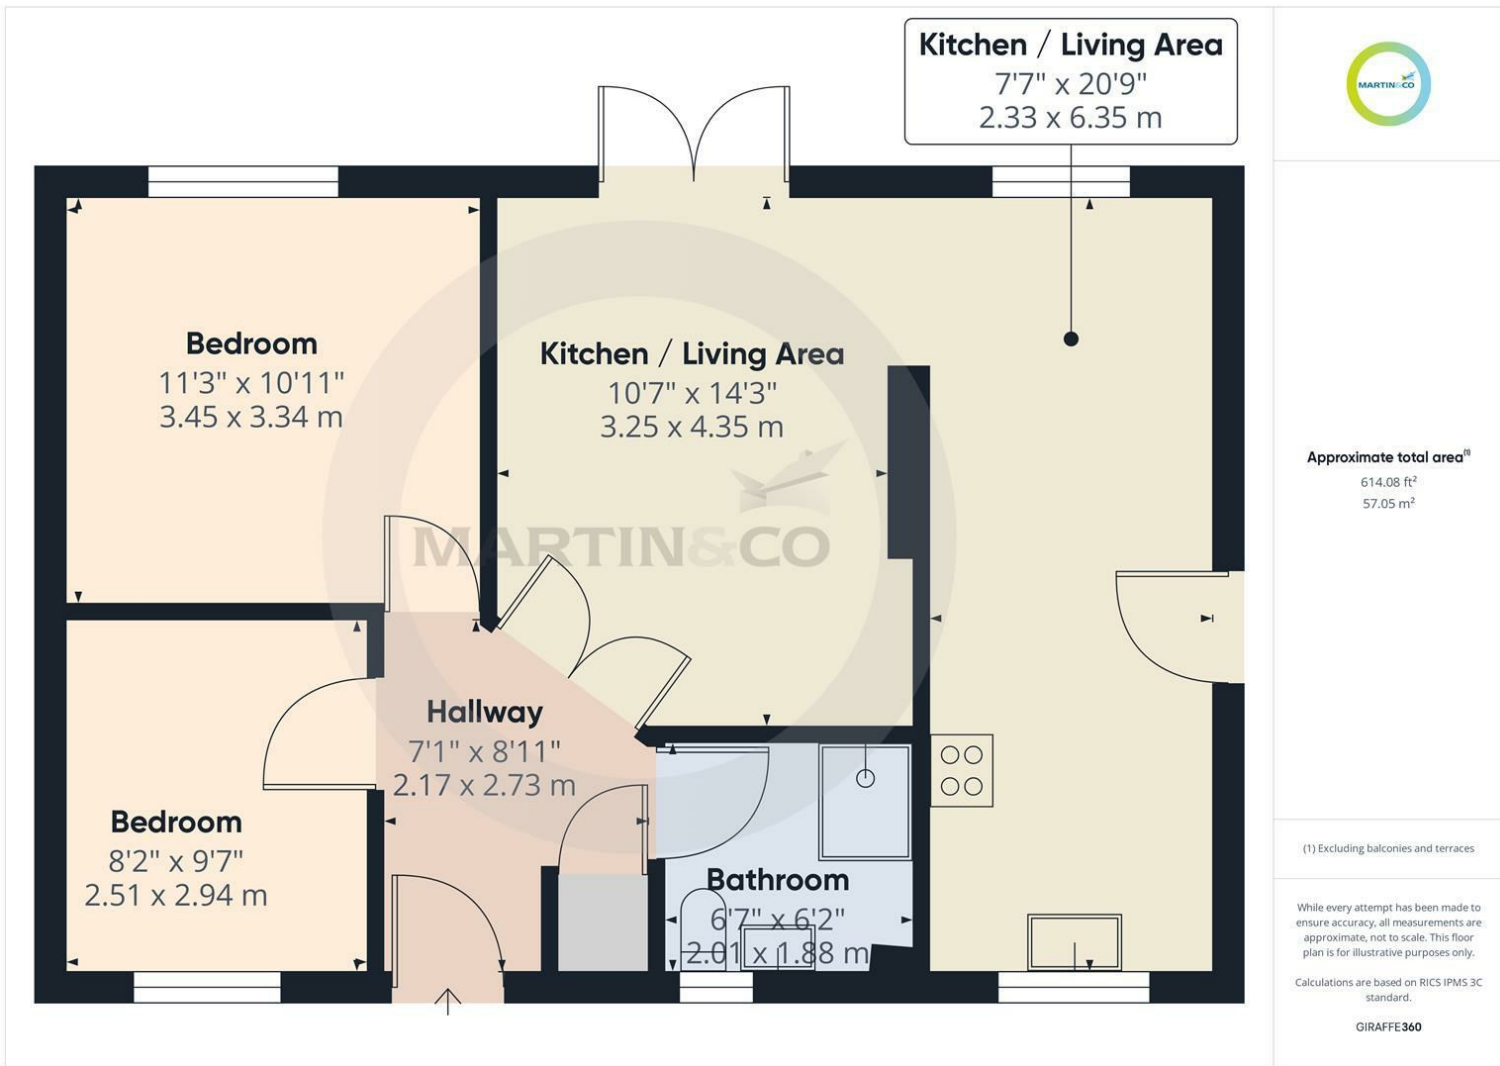 Kitchen / Living Area
7'7" x 20'9"
2.33 x 6.35 m
MARTIN&CO
Bedroom
11'3" x 10'11"
3.45 x 3.34 m
Kitchen / Living Area
10'7" x 14'3"
3.25 x 4.35 m
MARTIN&CO
Hallway
7'1" x 8'11"
2.17 x 2.73 m
Bedroom
8'2" x 9'7"
2.51 x 2.94 m
Bathroom
6'7" x 6'2"
2.01 x 1.88 m
Approximate total area(1)
614.08 ft²
57.05 m²
(1) Excluding balconies and terraces
While every attempt has been made to
ensure accuracy, all measurements are
approximate, not to scale. This floor
plan is for illustrative purposes only.
Calculations are based on RICS IPMS 3C
standard.
GIRAFFE360